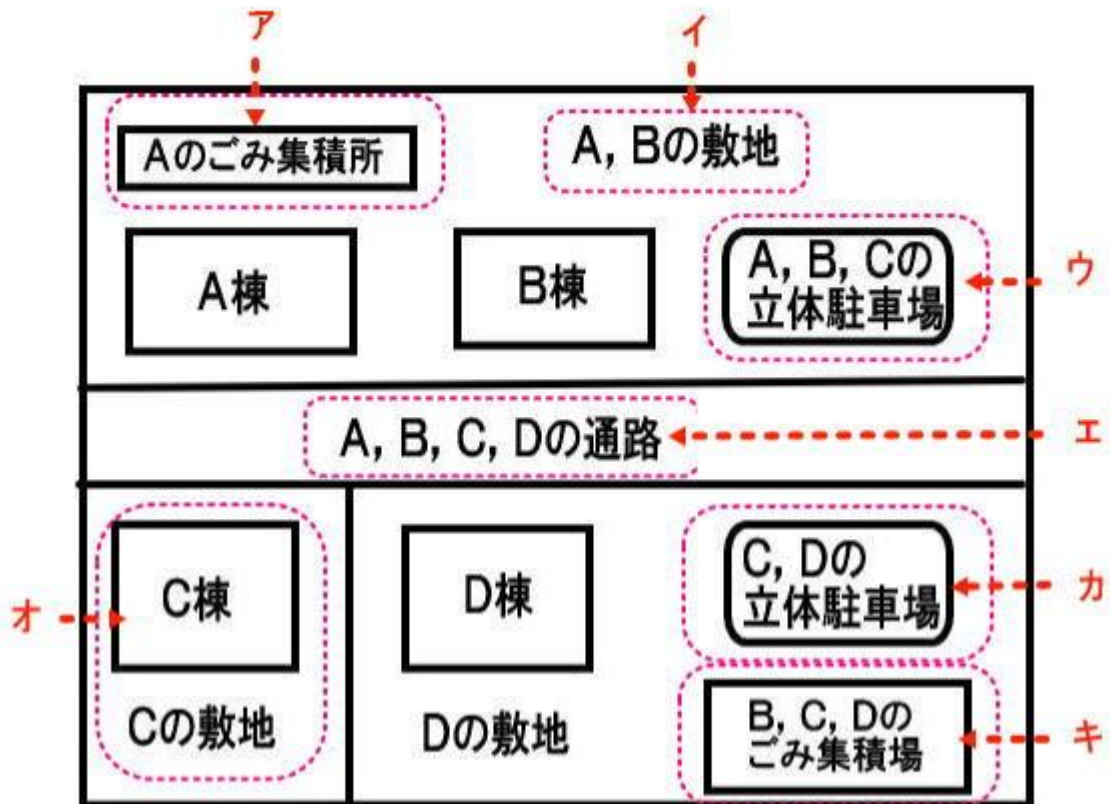 ア
イ
Aのごみ集積所
A, Bの敷地
A棟
B棟
A, B, Cの
立体駐車場
ウ
A, B, C, Dの通路
エ
オ
C棟
Cの敷地
D棟
Dの敷地
C, Dの
立体駐車場
カ
B, C, Dの
ごみ集積場
キ